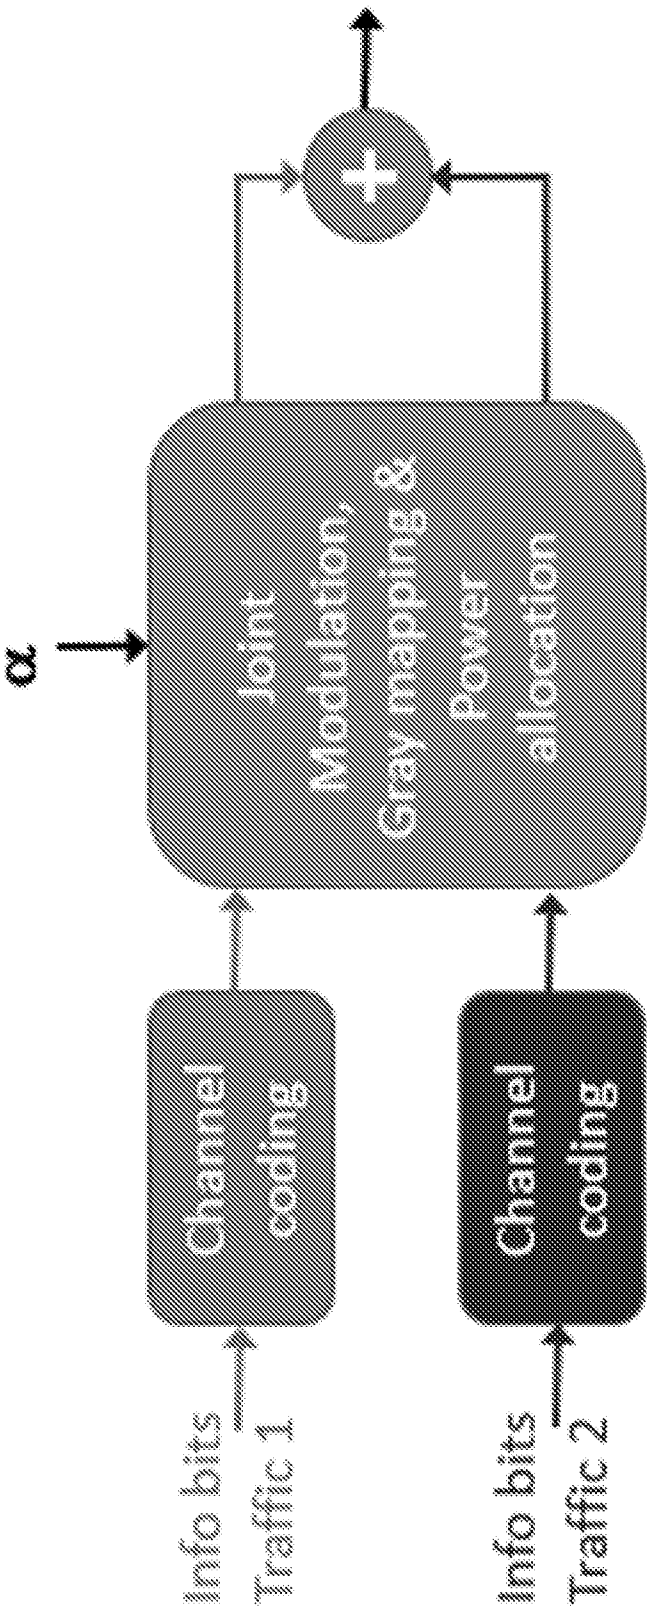 α
Info bits
Traffic 1
Channel
coding
Joint
Modulation,
Gray mapping &
Power
allocation
+
Info bits
Traffic 2
Channel
coding